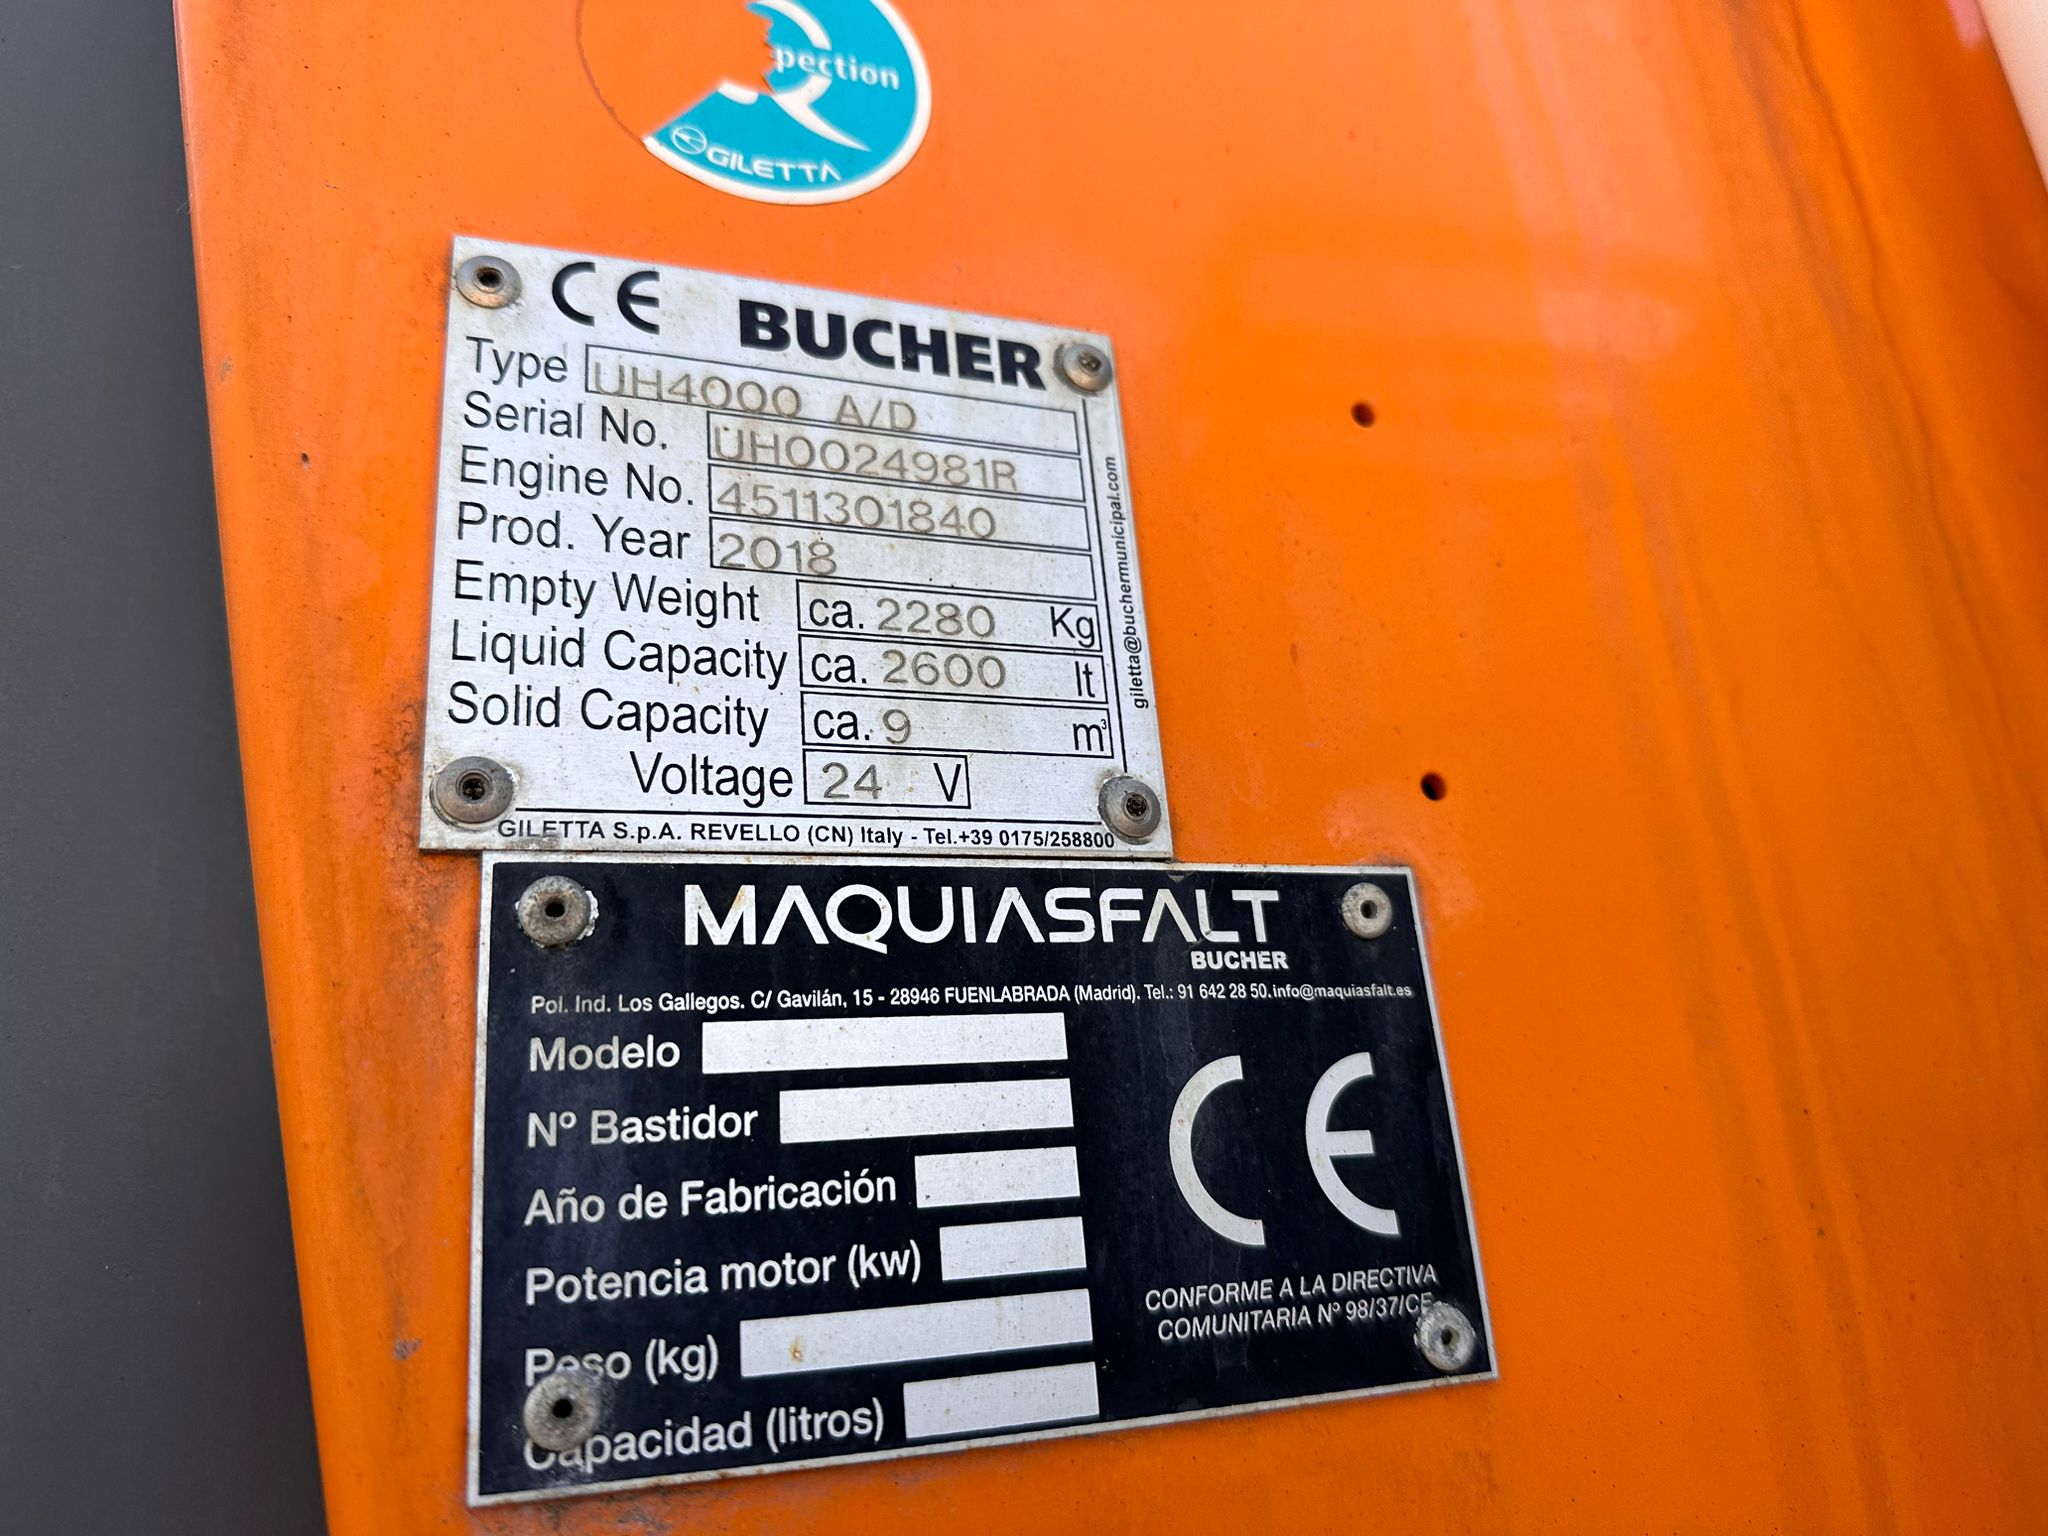 pection
GILETTA
CE BUCHER
Type UH4000 A/D
Serial No. UH0024981R
Engine No. 4511301840
Prod. Year 2018
Empty Weight ca. 2280 Kg
Liquid Capacity ca. 2600 lt
Solid Capacity ca. 9 m³
Voltage 24 V
giletta@buchermunicipal.com
GILETTA S.p.A. REVELLO (CN) Italy - Tel.+39 0175/258800
MAQUIASFALT
BUCHER
Pol. Ind. Los Gallegos. C/ Gavilán, 15 - 28946 FUENLABRADA (Madrid). Tel.: 91 642 28 50.info@maquiasfalt.es
Modelo
Nº Bastidor
Año de Fabricación
Potencia motor (kw)
Peso (kg)
Capacidad (litros)
CE
CONFORME A LA DIRECTIVA
COMUNITARIA Nº 98/37/CE